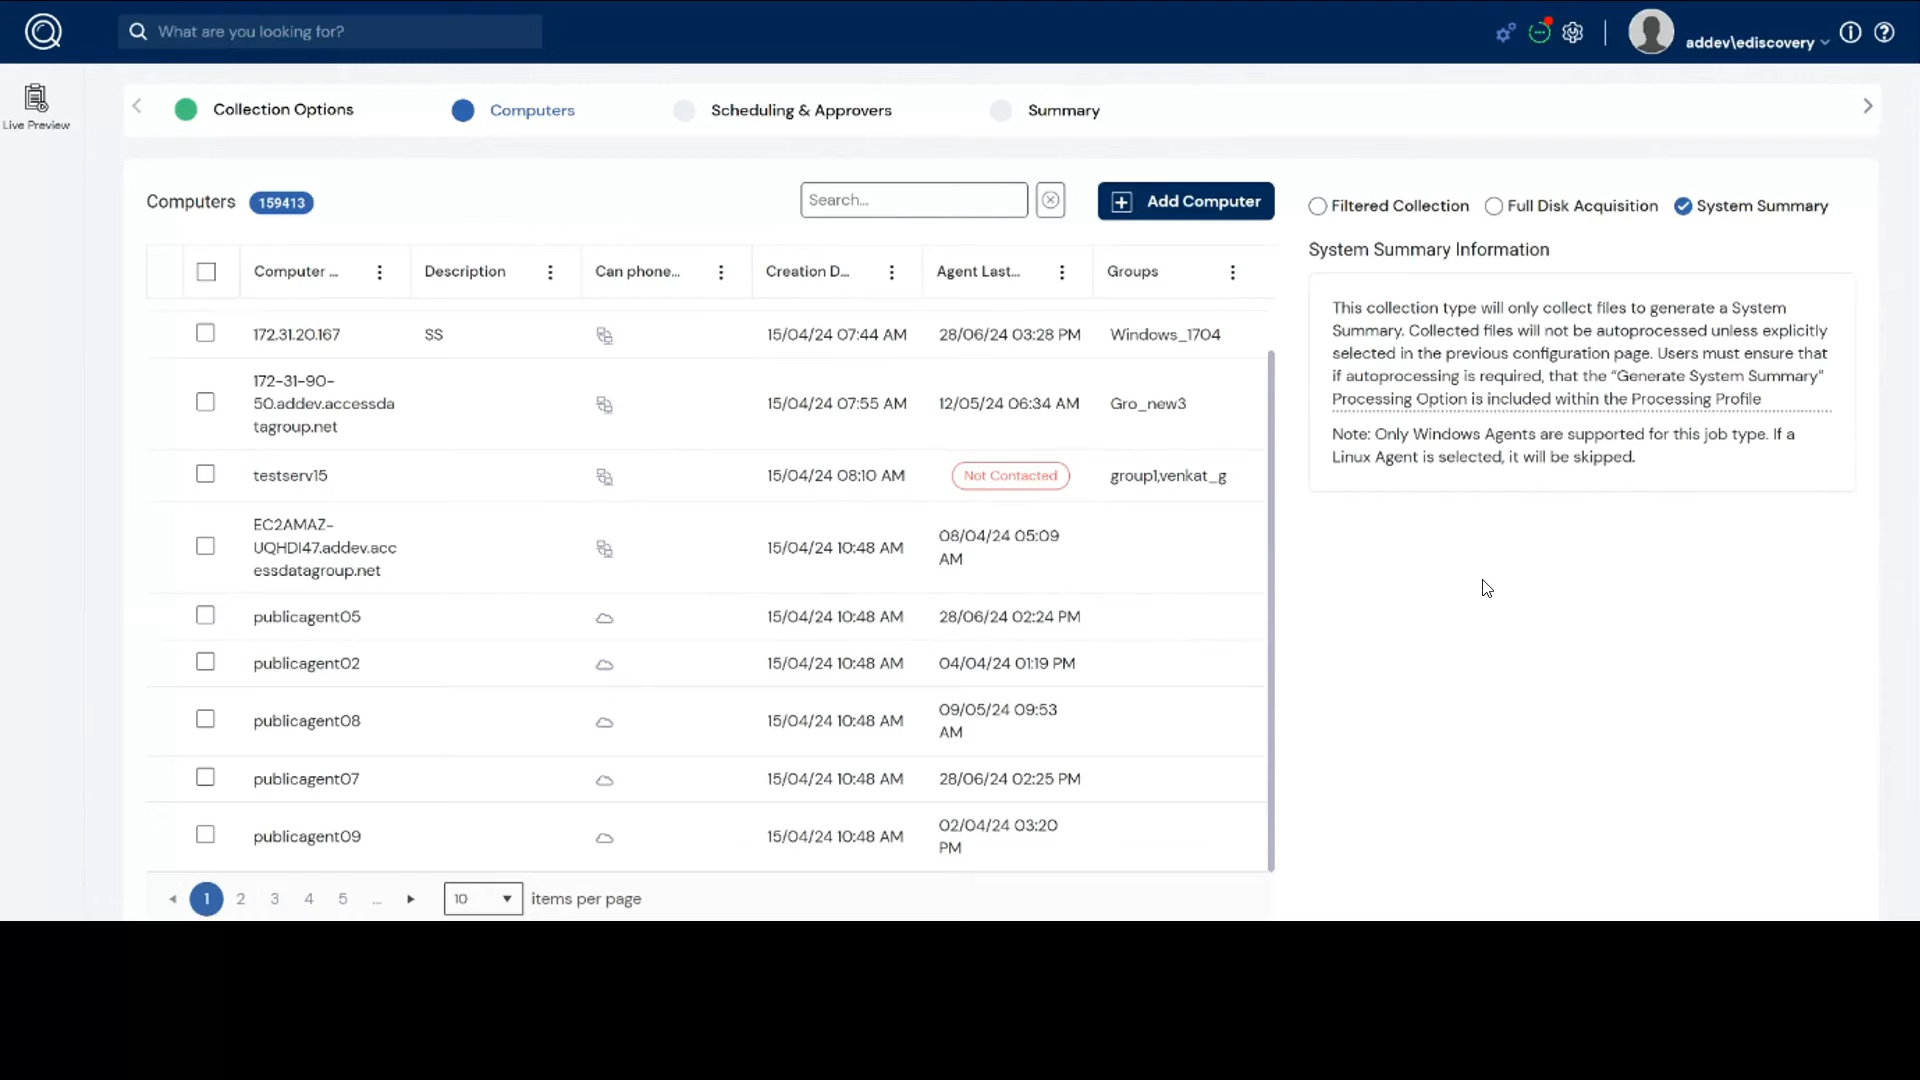 What are you looking for?
addev\ediscovery
Live Preview
Collection Options
Computers
Scheduling & Approvers
Summary
Computers 159413
Search...
Add Computer
Filtered Collection
Full Disk Acquisition
System Summary
Computer ...
Description
Can phone...
Creation D...
Agent Last...
Groups
172.31.20.167 SS 15/04/24 07:44 AM 28/06/24 03:28 PM Windows_1704
172-31-90-
50.addev.accessda
tagroup.net
15/04/24 07:55 AM 12/05/24 06:34 AM Gro_new3
testserv15 15/04/24 08:10 AM Not Contacted group1,venkat_g
EC2AMAZ-
UQHDI47.addev.acc
essdatagroup.net
15/04/24 10:48 AM
08/04/24 05:09
AM
publicagent05 15/04/24 10:48 AM 28/06/24 02:24 PM
publicagent02 15/04/24 10:48 AM 04/04/24 01:19 PM
publicagent08 15/04/24 10:48 AM
09/05/24 09:53
AM
publicagent07 15/04/24 10:48 AM 28/06/24 02:25 PM
publicagent09 15/04/24 10:48 AM
02/04/24 03:20
PM
1 2 3 4 5 ... 10 items per page
System Summary Information
This collection type will only collect files to generate a System
Summary. Collected files will not be autoprocessed unless explicitly
selected in the previous configuration page. Users must ensure that
if autoprocessing is required, that the “Generate System Summary”
Processing Option is included within the Processing Profile
Note: Only Windows Agents are supported for this job type. If a
Linux Agent is selected, it will be skipped.